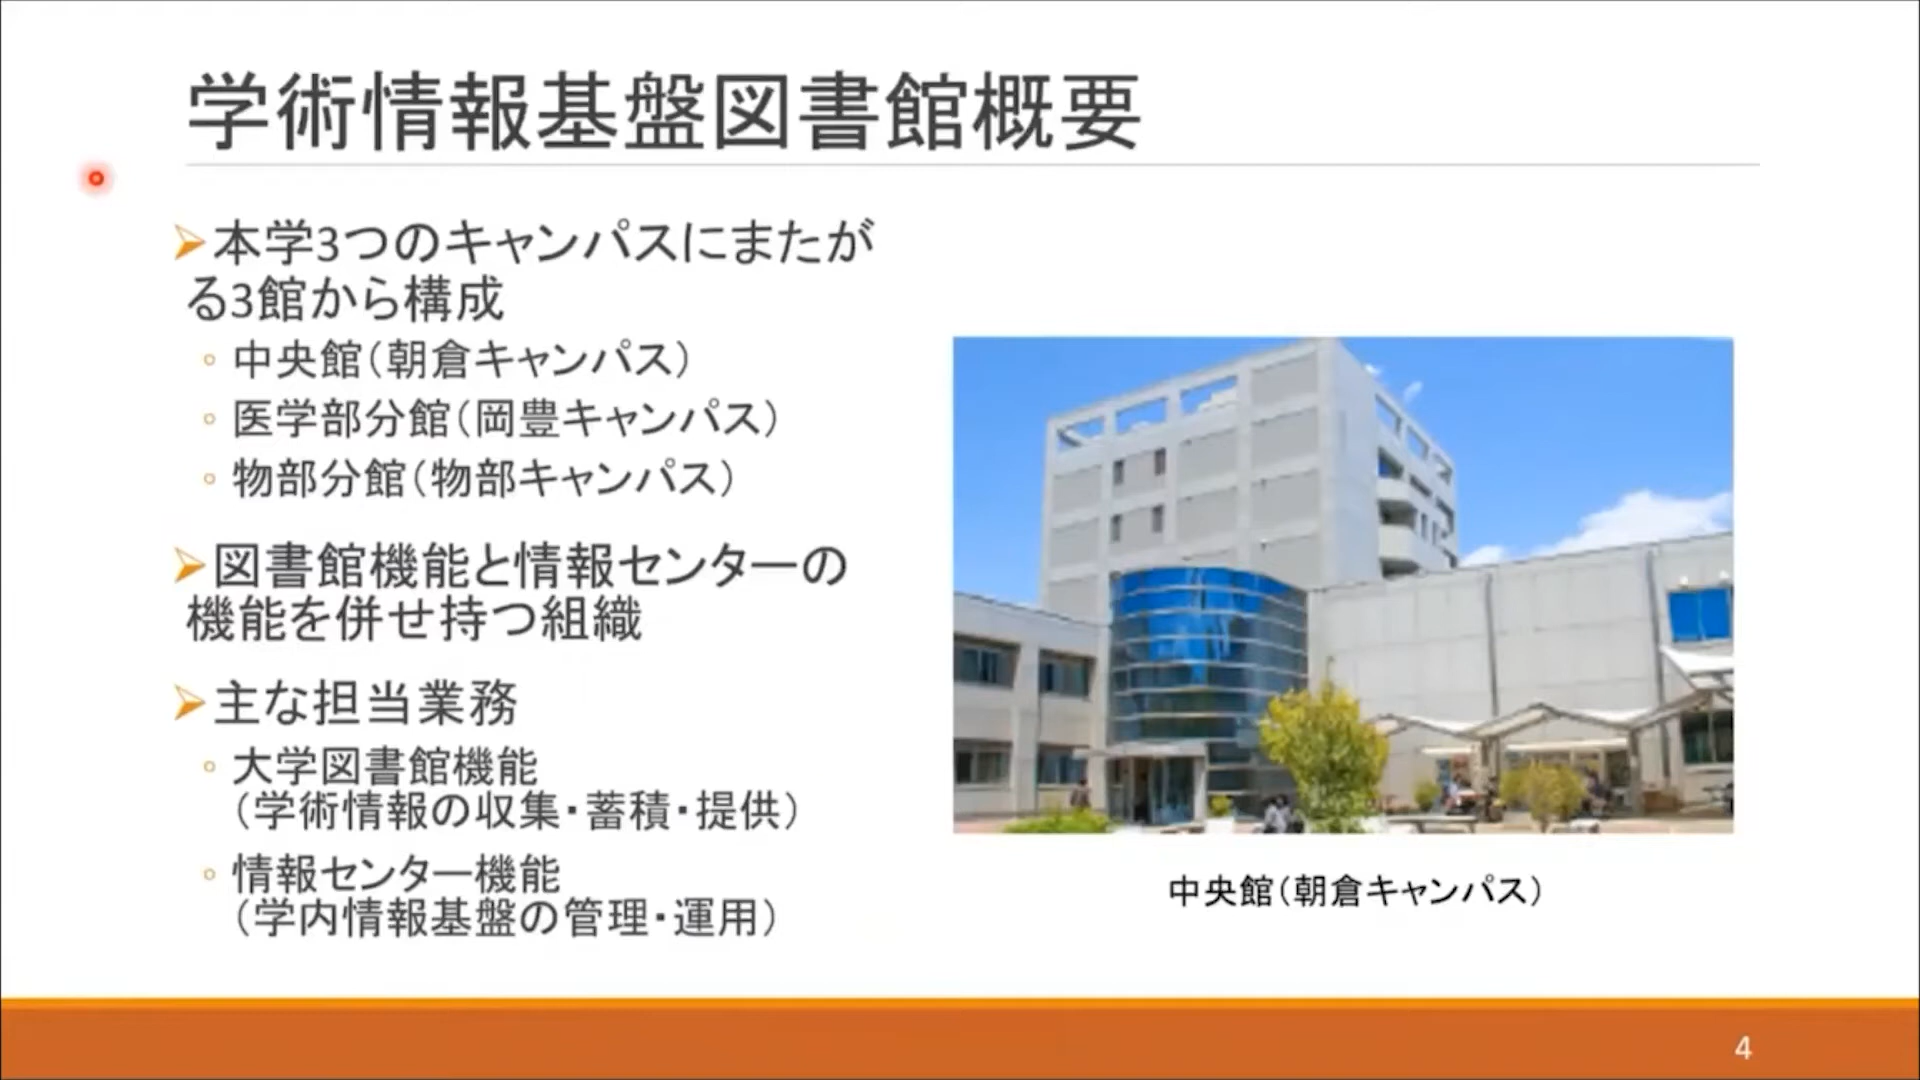 学術情報基盤図書館概要
➢本学3つのキャンパスにまたが
る3館から構成
◦ 中央館（朝倉キャンパス）
◦ 医学部分館（岡豊キャンパス）
◦ 物部分館（物部キャンパス）
➢図書館機能と情報センターの
機能を併せ持つ組織
➢主な担当業務
◦ 大学図書館機能
（学術情報の収集・蓄積・提供）
◦ 情報センター機能
（学内情報基盤の管理・運用）
中央館（朝倉キャンパス）
4